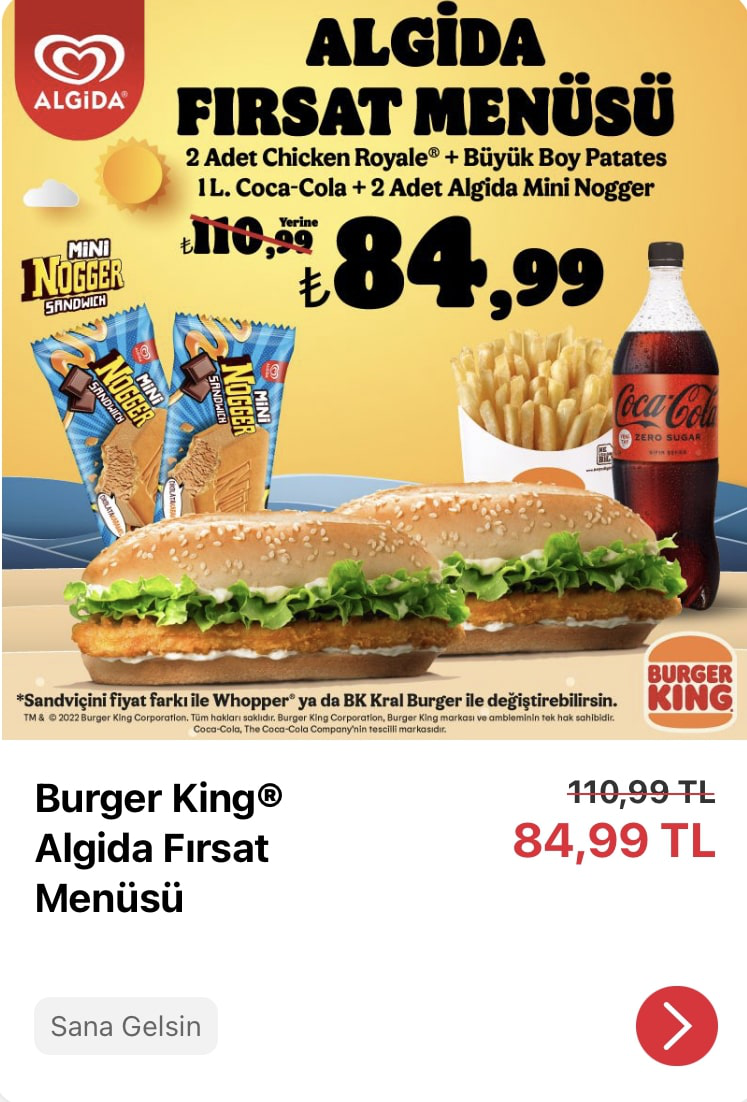 ALGiDA®
ALGİDA
FIRSAT MENÜSÜ
2 Adet Chicken Royale® + Büyük Boy Patates
1 L. Coca-Cola + 2 Adet Algida Mini Nogger
₺110,99 Yerine
₺84,99
MiNi
NOGGER
SANDWICH
MiNi
NOGGER
SANDWICH
MiNi
NOGGER
SANDWICH
Coca-Cola
ZERO SUGAR
BURGER
KING
*Sandviçini fiyat farkı ile Whopper® ya da BK Kral Burger ile değiştirebilirsin.
TM & © 2022 Burger King Corporation. Tüm hakları saklıdır. Burger King Corporation, Burger King markası ve ambleminin tek hak sahibidir.
Coca-Cola, The Coca-Cola Company'nin tescilli markasıdır.
Burger King®
Algida Fırsat
Menüsü
110,99 TL
84,99 TL
Sana Gelsin